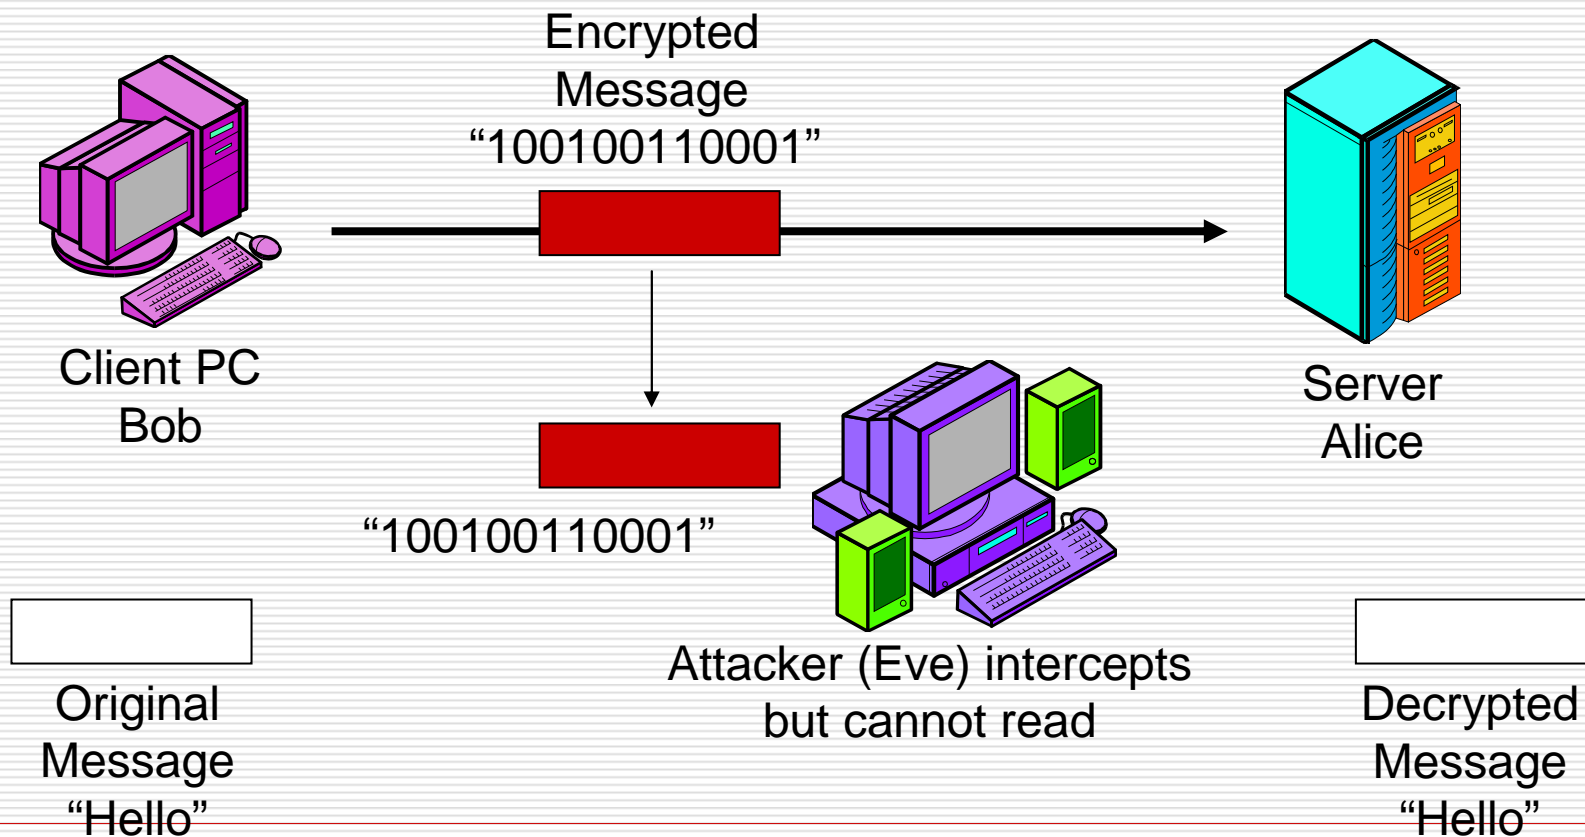 Encrypted
Message
“100100110001”
Client PC
Bob
Server
Alice
“100100110001”
Attacker (Eve) intercepts
but cannot read
Original
Message
“Hello”
Decrypted
Message
“Hello”